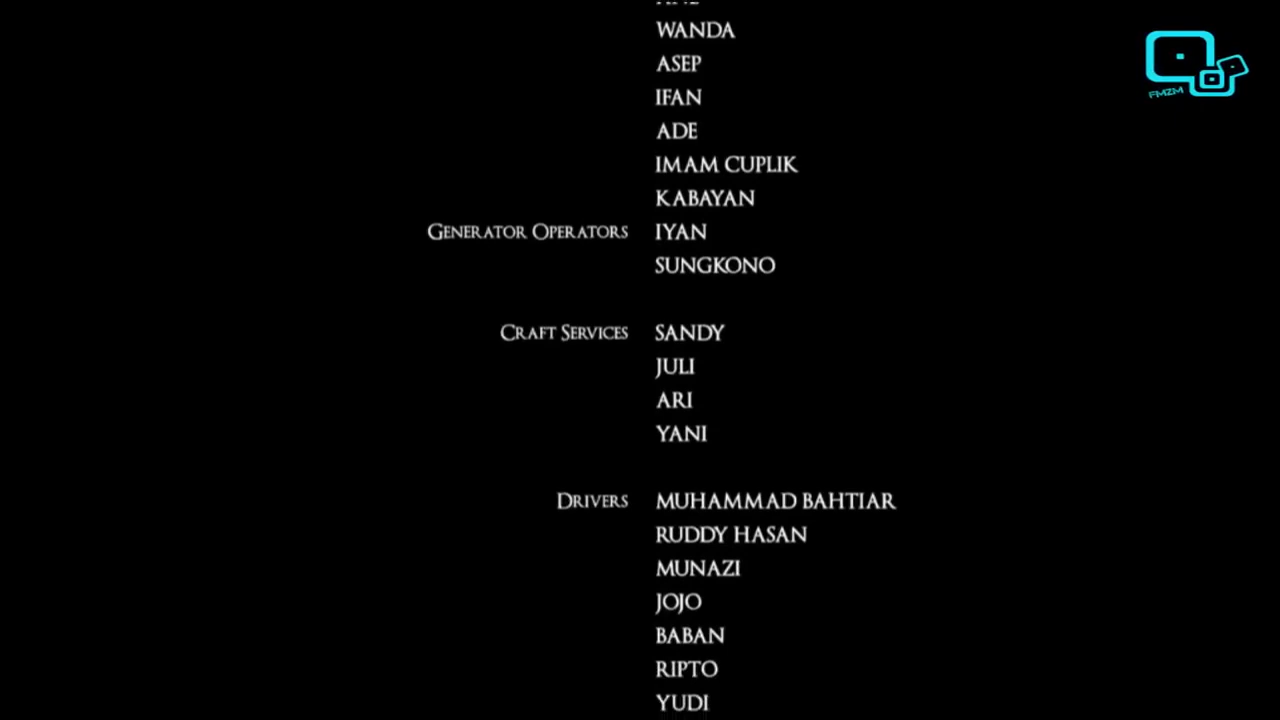 WANDA
ASEP
IFAN
ADE
IMAM CUPLIK
KABAYAN
GENERATOR OPERATORS IYAN
SUNGKONO
CRAFT SERVICES SANDY
JULI
ARI
YANI
DRIVERS MUHAMMAD BAHTIAR
RUDDY HASAN
MUNAZI
JOJO
BABAN
RIPTO
YUDI
FMZM